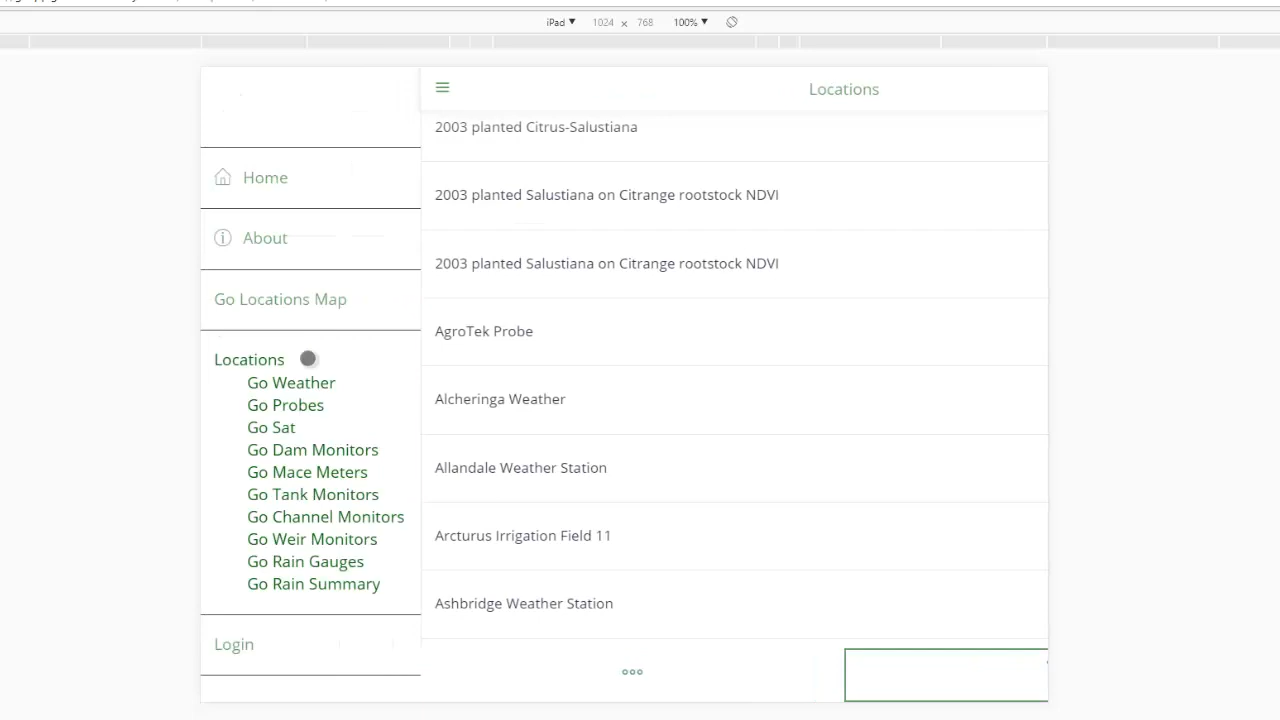 iPad ▼ 1024 x 768 100% ▼
Locations
2003 planted Citrus-Salustiana
2003 planted Salustiana on Citrange rootstock NDVI
2003 planted Salustiana on Citrange rootstock NDVI
AgroTek Probe
Alcheringa Weather
Allandale Weather Station
Arcturus Irrigation Field 11
Ashbridge Weather Station
Home
About
Go Locations Map
Locations
Go Weather
Go Probes
Go Sat
Go Dam Monitors
Go Mace Meters
Go Tank Monitors
Go Channel Monitors
Go Weir Monitors
Go Rain Gauges
Go Rain Summary
Login